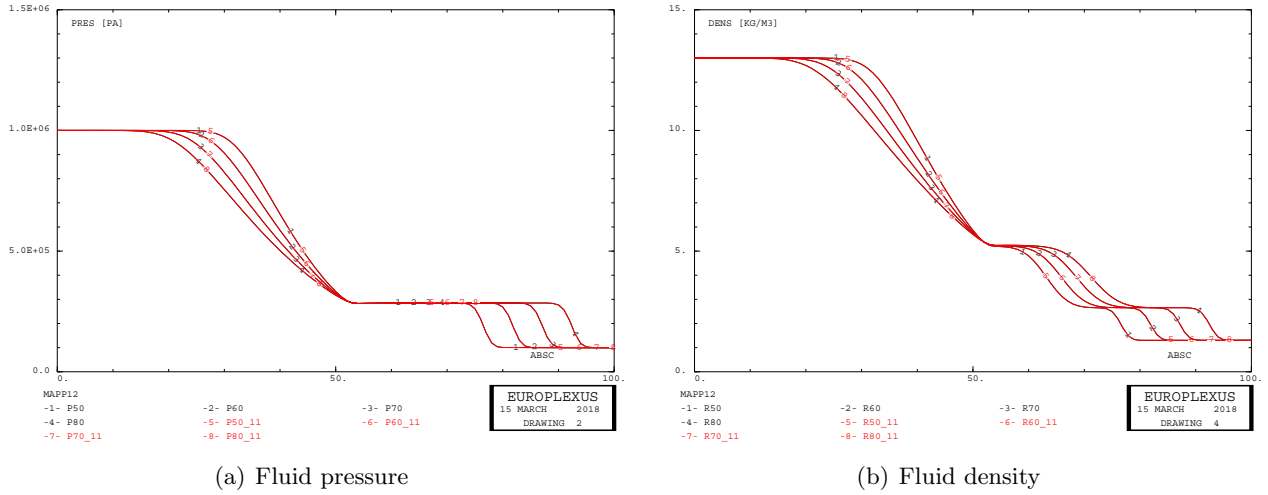 1.5E+06
PRES [PA]
1.0E+06
5.0E+05
0.0
0.
50.
100.
ABSC
MAPP12
-1- P50
-2- P60
-3- P70
-4- P80
-5- P50_11
-6- P60_11
-7- P70_11
-8- P80_11
EUROPLEXUS
15 MARCH 2018
DRAWING 2
(a) Fluid pressure
15.
DENS [KG/M3]
10.
5.
0.0
0.
50.
100.
ABSC
MAPP12
-1- R50
-2- R60
-3- R70
-4- R80
-5- R50_11
-6- R60_11
-7- R70_11
-8- R80_11
EUROPLEXUS
15 MARCH 2018
DRAWING 4
(b) Fluid density